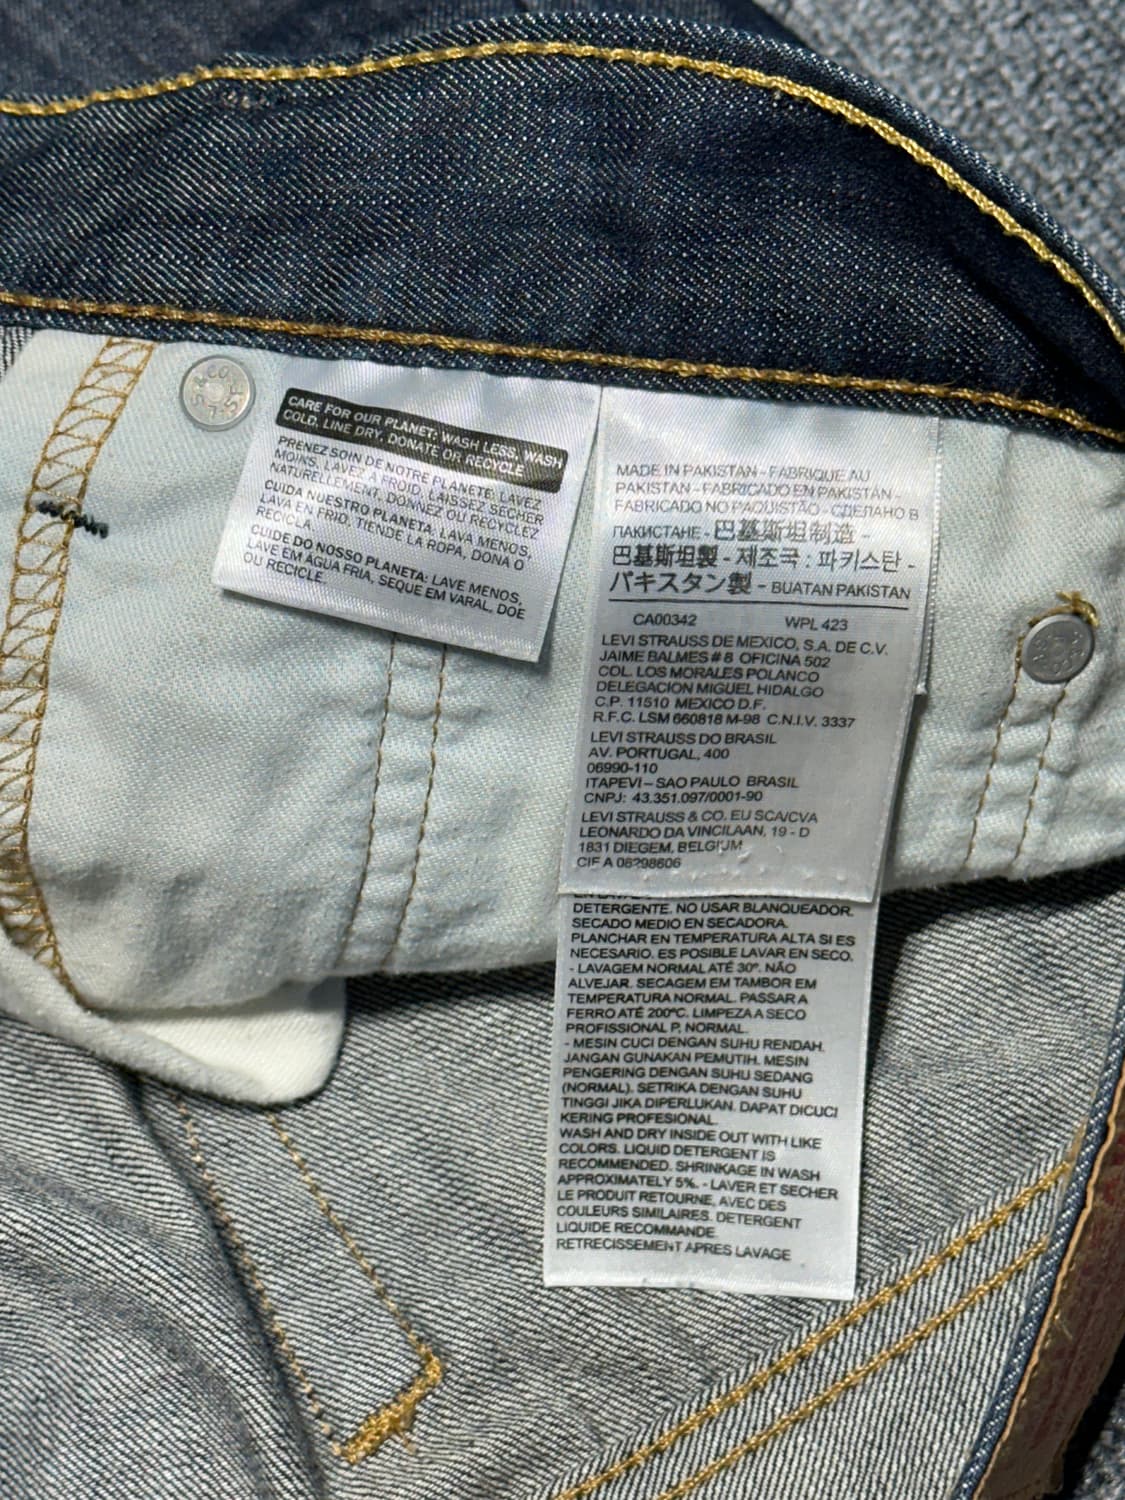 CARE FOR OUR PLANET: WASH LESS, WASH
COLD, LINE DRY, DONATE OR RECYCLE.
PRENEZ SOIN DE NOTRE PLANETE: LAVEZ
MOINS, LAVEZ A FROID, LAISSEZ SÉCHER
NATURELLEMENT, DONNEZ OU RECYCLEZ
CUIDA NUESTRO PLANETA: LAVA MENOS,
LAVA EN FRIO, TIENDE LA ROPA, DONA O
RECICLA.
CUIDE DO NOSSO PLANETA: LAVE MENOS,
LAVE EM ÁGUA FRIA, SEQUE EM VARAL, DOE
OU RECICLE.
MADE IN PAKISTAN - FABRIQUE AU
PAKISTAN - FABRICADO EN PAKISTAN -
FABRICADO NO PAQUISTÃO - СДЕЛАНО В
ПАКИСТАНЕ - 巴基斯坦制造 -
巴基斯坦製 - 제조국 : 파키스탄 -
パキスタン製 - BUATAN PAKISTAN
CA00342 WPL 423
LEVI STRAUSS DE MEXICO, S.A. DE C.V.
JAIME BALMES # 8 OFICINA 502
COL. LOS MORALES POLANCO
DELEGACION MIGUEL HIDALGO
C.P. 11510 MEXICO D.F.
R.F.C. LSM 660818 M-98 C.N.I.V. 3337
LEVI STRAUSS DO BRASIL
AV. PORTUGAL, 400
06990-110
ITAPEVI – SAO PAULO BRASIL
CNPJ: 43.351.097/0001-90
LEVI STRAUSS & CO. EU SCA/CVA
LEONARDO DA VINCILAAN, 19 - D
1831 DIEGEM, BELGIUM
CIF A 08298606
DETERGENTE. NO USAR BLANQUEADOR.
SECADO MEDIO EN SECADORA.
PLANCHAR EN TEMPERATURA ALTA SI ES
NECESARIO. ES POSIBLE LAVAR EN SECO.
- LAVAGEM NORMAL ATÉ 30º. NÃO
ALVEJAR. SECAGEM EM TAMBOR EM
TEMPERATURA NORMAL. PASSAR A
FERRO ATÉ 200ºC. LIMPEZA A SECO
PROFISSIONAL P, NORMAL.
- MESIN CUCI DENGAN SUHU RENDAH.
JANGAN GUNAKAN PEMUTIH. MESIN
PENGERING DENGAN SUHU SEDANG
(NORMAL). SETRIKA DENGAN SUHU
TINGGI JIKA DIPERLUKAN. DAPAT DICUCI
KERING PROFESIONAL.
WASH AND DRY INSIDE OUT WITH LIKE
COLORS. LIQUID DETERGENT IS
RECOMMENDED. SHRINKAGE IN WASH
APPROXIMATELY 5%. - LAVER ET SECHER
LE PRODUIT RETOURNE, AVEC DES
COULEURS SIMILAIRES. DETERGENT
LIQUIDE RECOMMANDE.
RETRECISSEMENT APRES LAVAGE